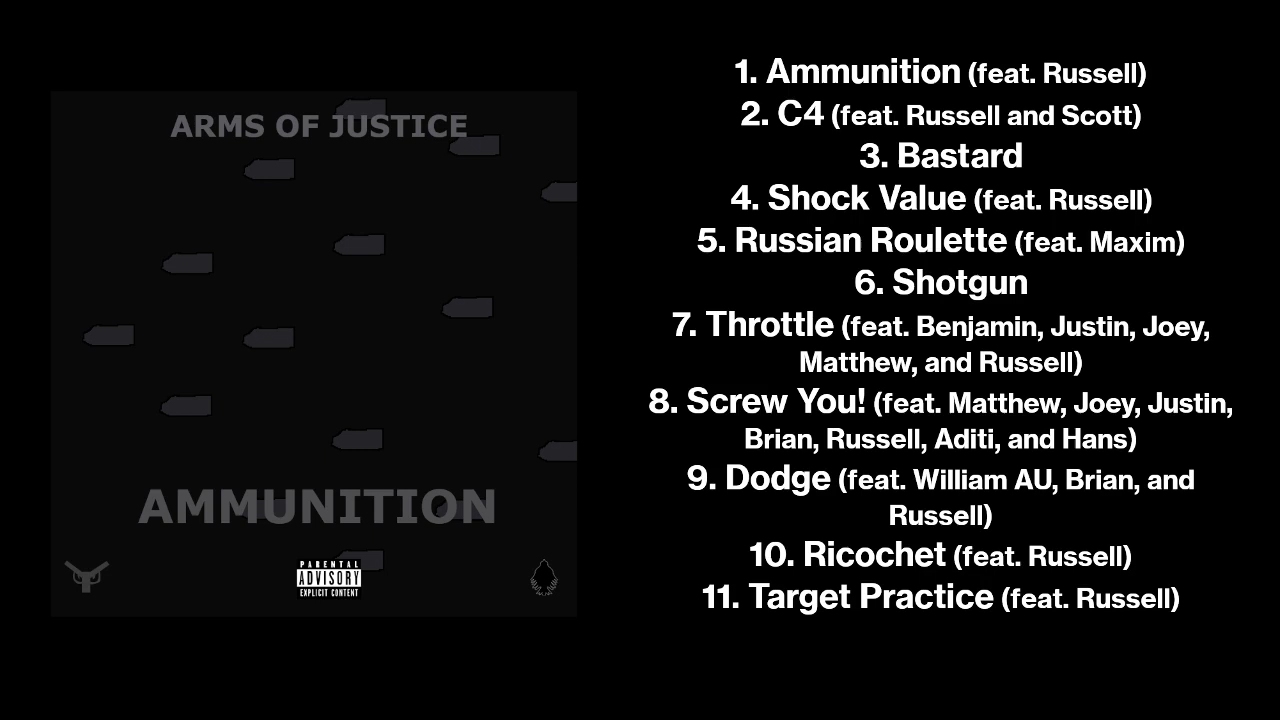 ARMS OF JUSTICE
AMMUNITION
PARENTAL
ADVISORY
EXPLICIT CONTENT
1. Ammunition (feat. Russell)
2. C4 (feat. Russell and Scott)
3. Bastard
4. Shock Value (feat. Russell)
5. Russian Roulette (feat. Maxim)
6. Shotgun
7. Throttle (feat. Benjamin, Justin, Joey,
Matthew, and Russell)
8. Screw You! (feat. Matthew, Joey, Justin,
Brian, Russell, Aditi, and Hans)
9. Dodge (feat. William AU, Brian, and
Russell)
10. Ricochet (feat. Russell)
11. Target Practice (feat. Russell)